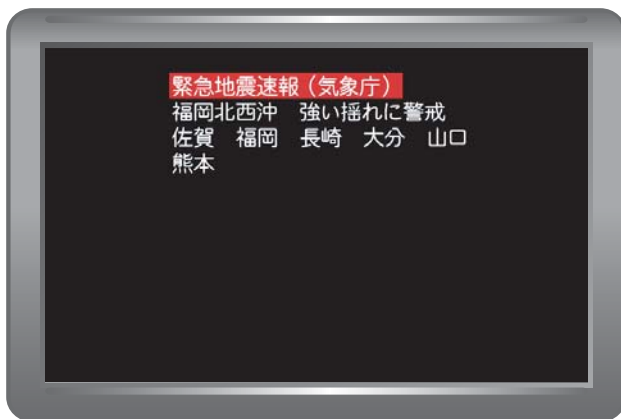 緊急地震速報（気象庁）
福岡北西沖　強い揺れに警戒
佐賀　福岡　長崎　大分　山口
熊本